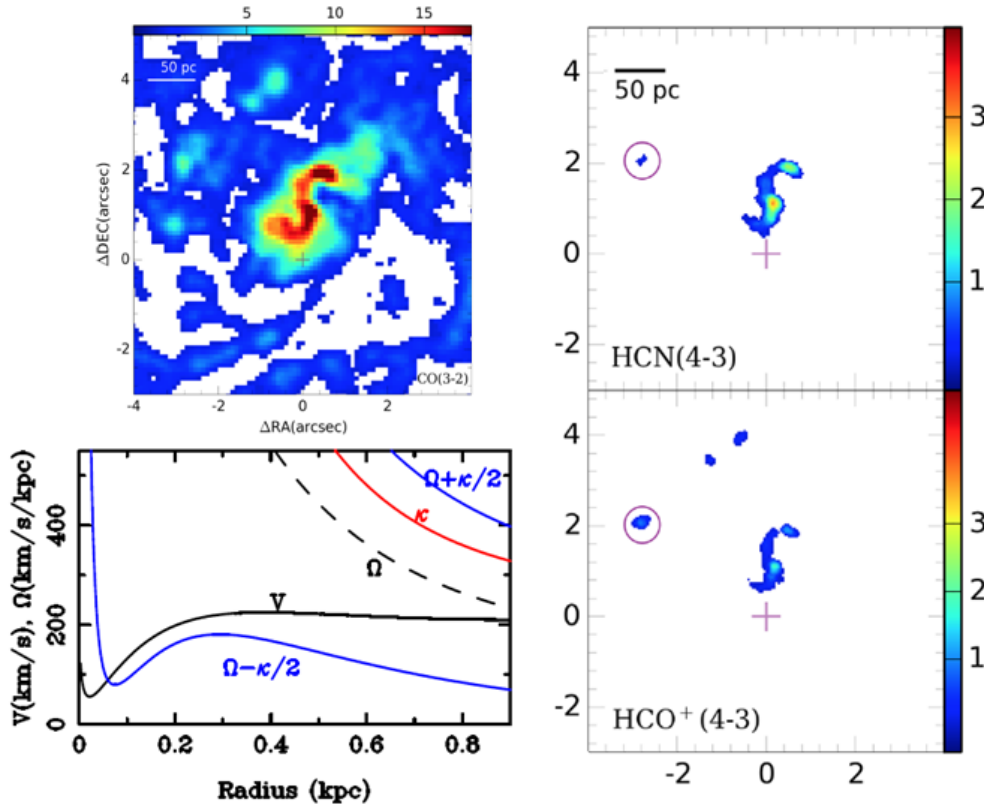 5 10 15
50 pc
4
2
0
-2
ΔDEC(arcsec)
CO(3-2)
-4 -2 0 2
ΔRA(arcsec)
4
50 pc
2
0
-2
HCN(4-3)
3
2
1
4
2
0
-2
HCO⁺(4-3)
3
2
1
-2 0 2
V(km/s), Ω(km/s/kpc)
400
200
0
Ω+κ/2
κ
Ω
V
Ω−κ/2
0 0.2 0.4 0.6 0.8
Radius (kpc)